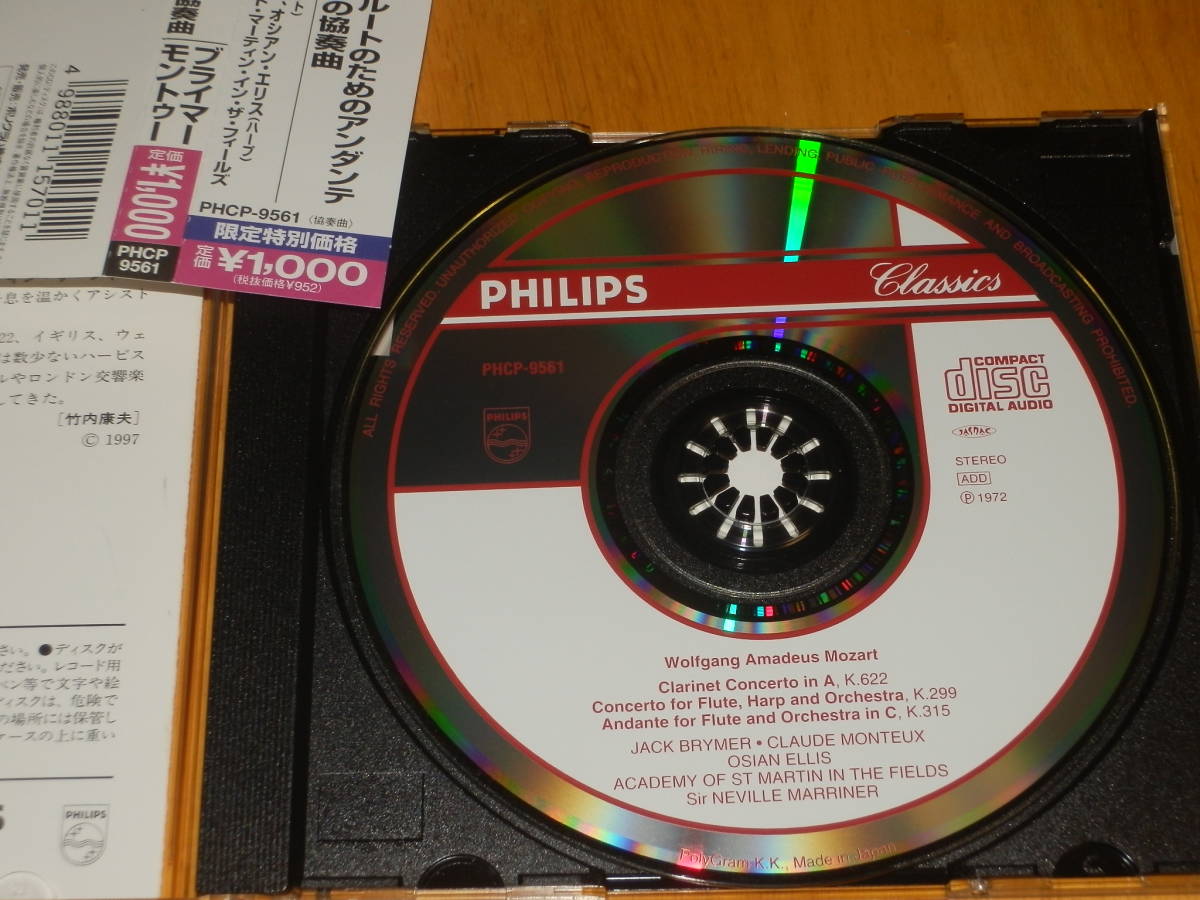 ルートのためのアンダンテ
の協奏曲
オシアン・エリス(ハープ)
ト・マーティン・イン・ザ・フィールズ
PHCP-9561 〈協奏曲〉
限定特別価格
定価 ¥1,000
(税抜価格¥952)
協奏曲
ブライマー
モントゥー
定価
¥1,000
PHCP
9561
4 988011 157011
息を温かくアシスト
22、イギリス、ウェ
は数少ないハーピス
ルやロンドン交響楽
してきた。
[竹内康夫]
© 1997
さい。●ディスクが
ださい。レコード用
ペン等で文字や絵
ディスクは、危険で
の場所には保管し
ケースの上に重い
PHILIPS
ALL RIGHTS RESERVED. UNAUTHORIZED COPYING, REPRODUCTION, HIRING, LENDING, PUBLIC PERFORMANCE AND BROADCASTING PROHIBITED.
PHILIPS
Classics
PHCP-9561
PHILIPS
COMPACT
disc
DIGITAL AUDIO
JASRAC
STEREO
ADD
Ⓟ 1972
Wolfgang Amadeus Mozart
Clarinet Concerto in A, K.622
Concerto for Flute, Harp and Orchestra, K.299
Andante for Flute and Orchestra in C, K.315
JACK BRYMER • CLAUDE MONTEUX
OSIAN ELLIS
ACADEMY OF ST MARTIN IN THE FIELDS
Sir NEVILLE MARRINER
PolyGram K.K., Made in Japan